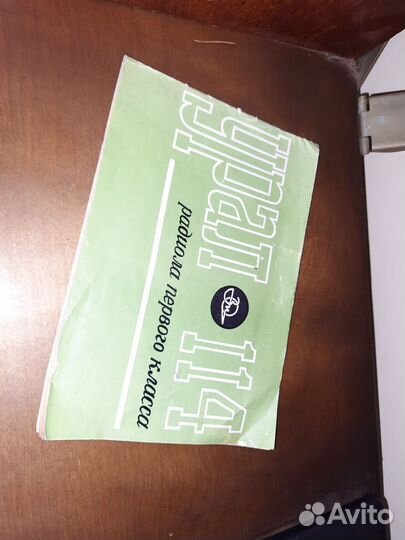 Урал 114
радиола первого класса
Avito